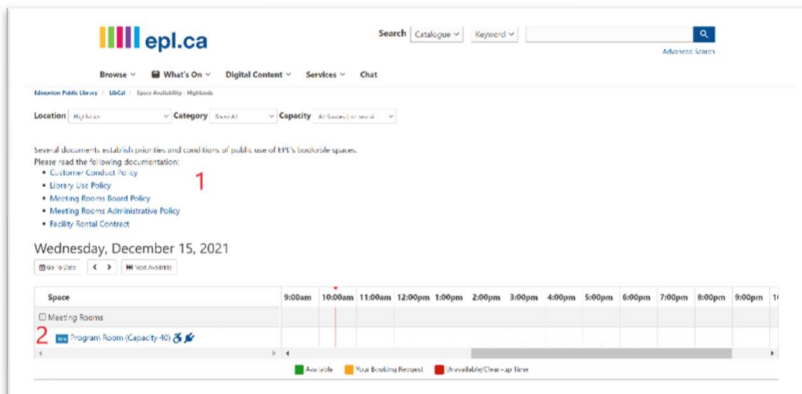 epl.ca
Search Catalogue Keyword
Advanced Search
Browse What's On Digital Content Services Chat
Edmonton Public Library / LibCal / Space Availability - Highlands
Location Highlands Category Show All Capacity
Several documents establish priorities and conditions of public use of EPL's bookable spaces.
Please read the following documentation:
Customer Conduct Policy
1
Library Use Policy
Meeting Rooms Board Policy
Meeting Rooms Administrative Policy
Facility Rental Contract
Wednesday, December 15, 2021
Go To Date Next Available
Space 9:00am 10:00am 11:00am 12:00pm 1:00pm 2:00pm 3:00pm 4:00pm 5:00pm 6:00pm 7:00pm 8:00pm 9:00pm
Meeting Rooms
2 Info Program Room (Capacity 40)
Available Your Booking Request Unavailable/Clean-up Time